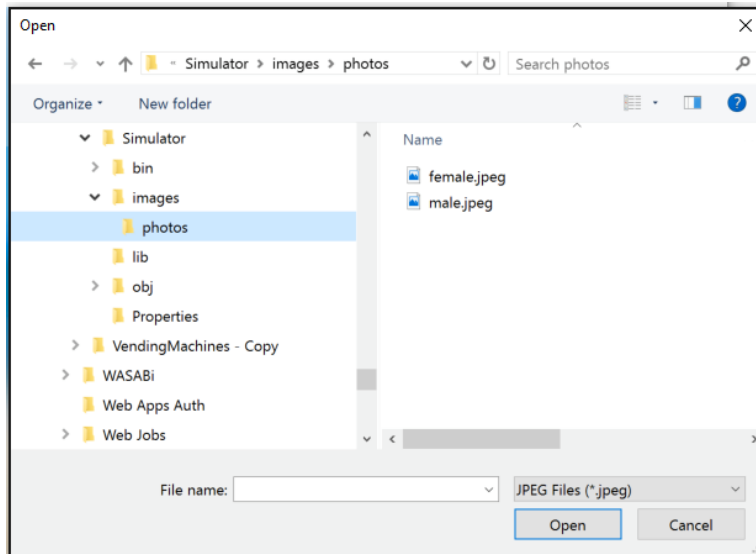 Open
Simulator > images > photos
Search photos
Organize
New folder
Simulator
bin
images
photos
lib
obj
Properties
VendingMachines - Copy
WASABi
Web Apps Auth
Web Jobs
Name
female.jpeg
male.jpeg
File name:
JPEG Files (*.jpeg)
Open
Cancel